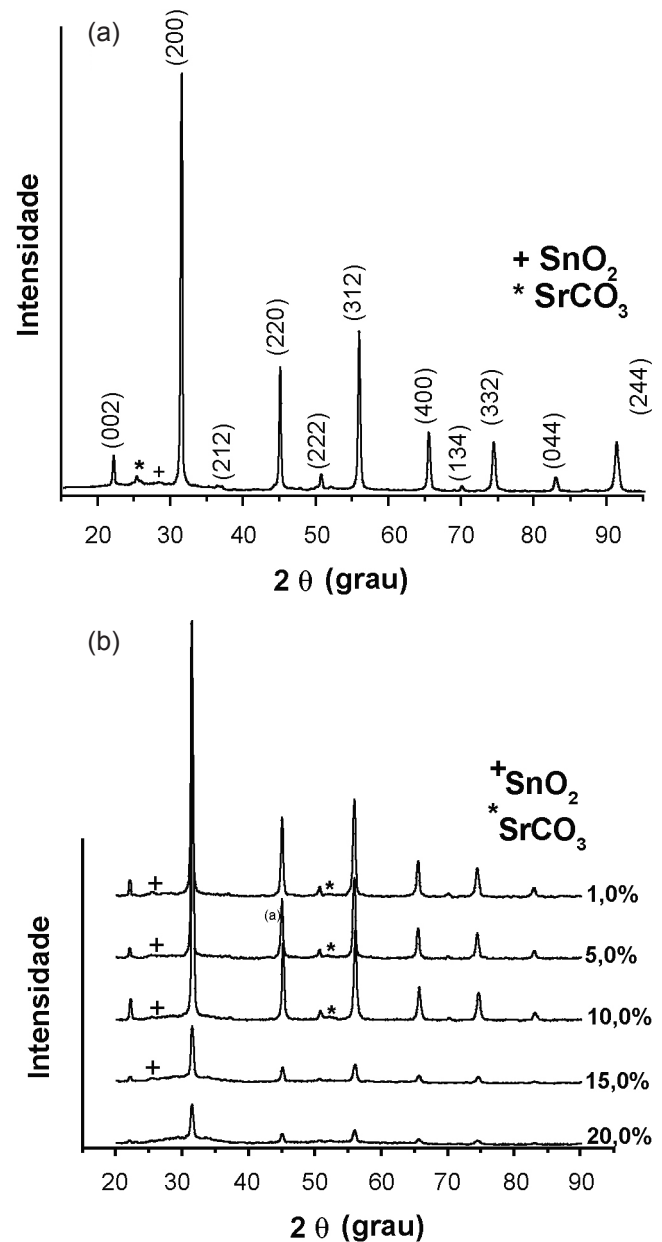 (a)
(200)
(312)
(220)
(244)
(400)
(332)
(002)
(222)
(134)
(044)
(212)
*
+
+ SnO₂
* SrCO₃
Intensidade
20 30 40 50 60 70 80 90
2 θ (grau)
(b)
+SnO₂
*SrCO₃
+ * 1,0%
(a)
+ * 5,0%
+ * 10,0%
+ 15,0%
20,0%
Intensidade
20 30 40 50 60 70 80 90
2 θ (grau)